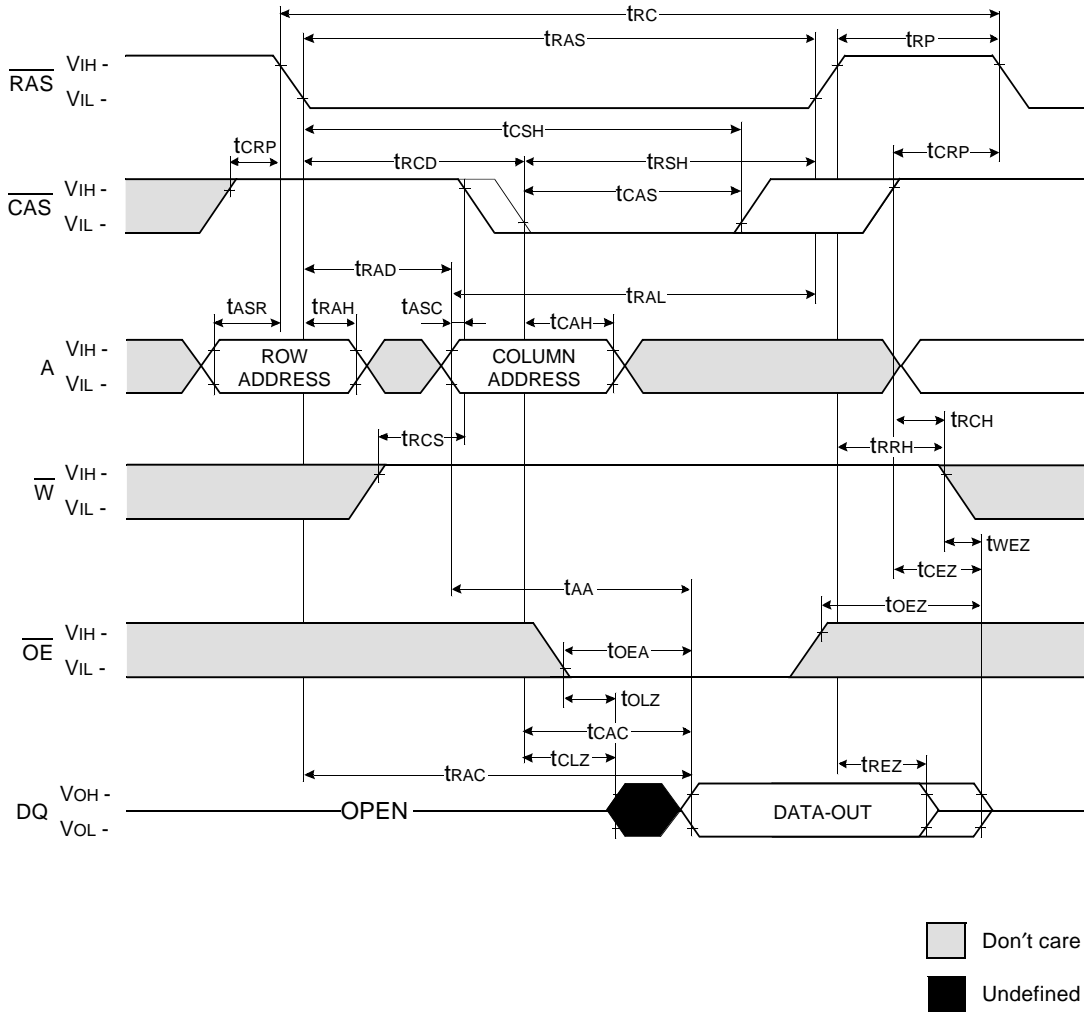 tRC
tRAS
tRP
RAS
VIH -
VIL -
tCSH
tCRP
tRCD
tRSH
tCRP
CAS
VIH -
VIL -
tCAS
tRAD
tRAL
tASR
tRAH
tASC
tCAH
A
VIH -
VIL -
ROW
ADDRESS
COLUMN
ADDRESS
tRCH
tRCS
tRRH
W
VIH -
VIL -
tWEZ
tCEZ
tAA
tOEZ
OE
VIH -
VIL -
tOEA
tOLZ
tCAC
tCLZ
tREZ
tRAC
DQ
VOH -
VOL -
OPEN
DATA-OUT
Don′t care
Undefined